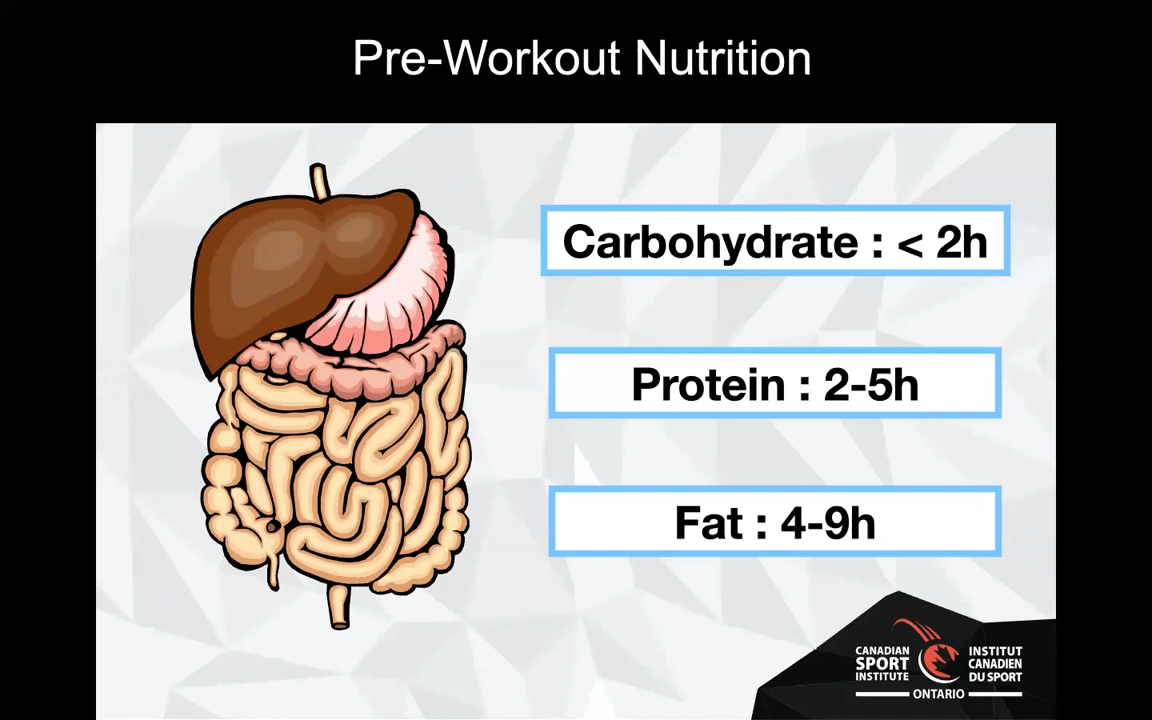 Pre-Workout Nutrition
Carbohydrate : < 2h
Protein : 2-5h
Fat : 4-9h
CANADIAN
SPORT
INSTITUTE
INSTITUT
CANADIEN
DU SPORT
ONTARIO